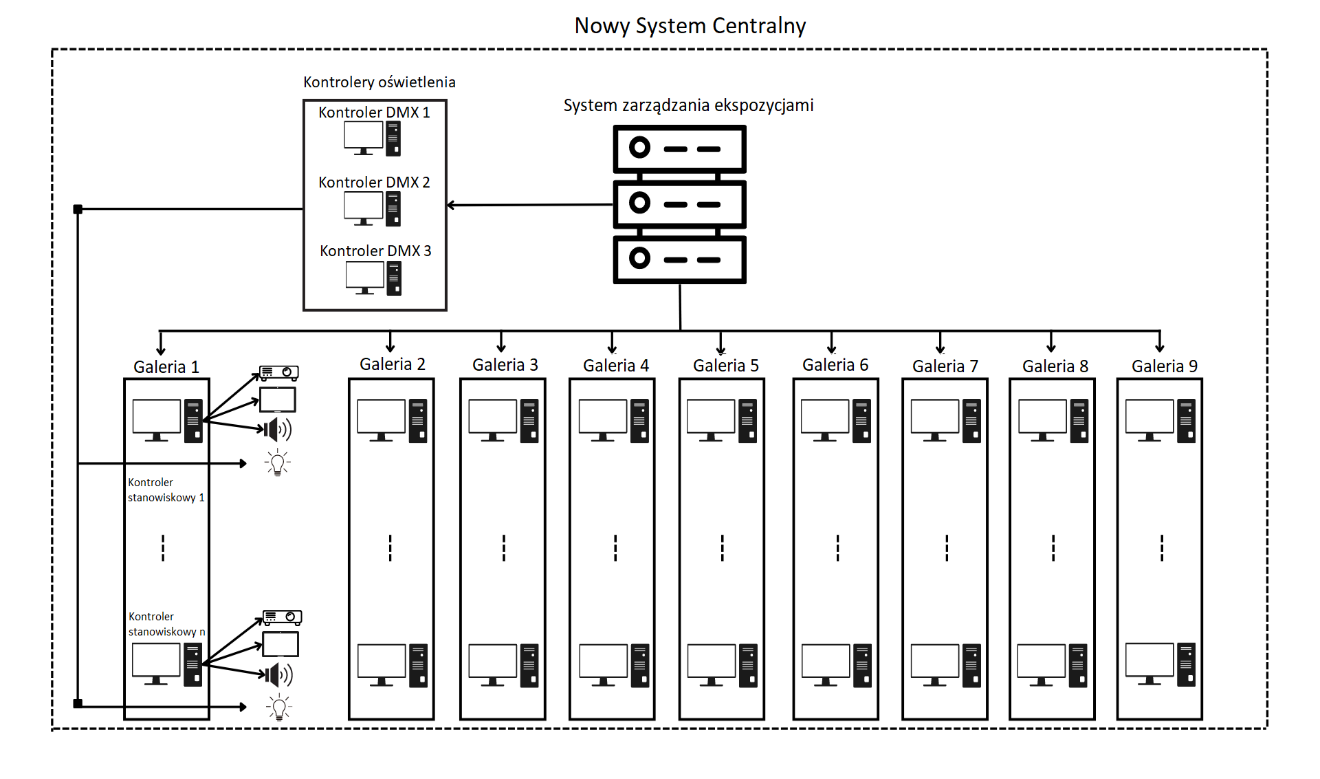 Nowy System Centralny
Kontrolery oświetlenia
System zarządzania ekspozycjami
Kontroler DMX 1
Kontroler DMX 2
Kontroler DMX 3
Galeria 1
Galeria 2
Galeria 3
Galeria 4
Galeria 5
Galeria 6
Galeria 7
Galeria 8
Galeria 9
Kontroler
stanowiskowy 1
Kontroler
stanowiskowy n